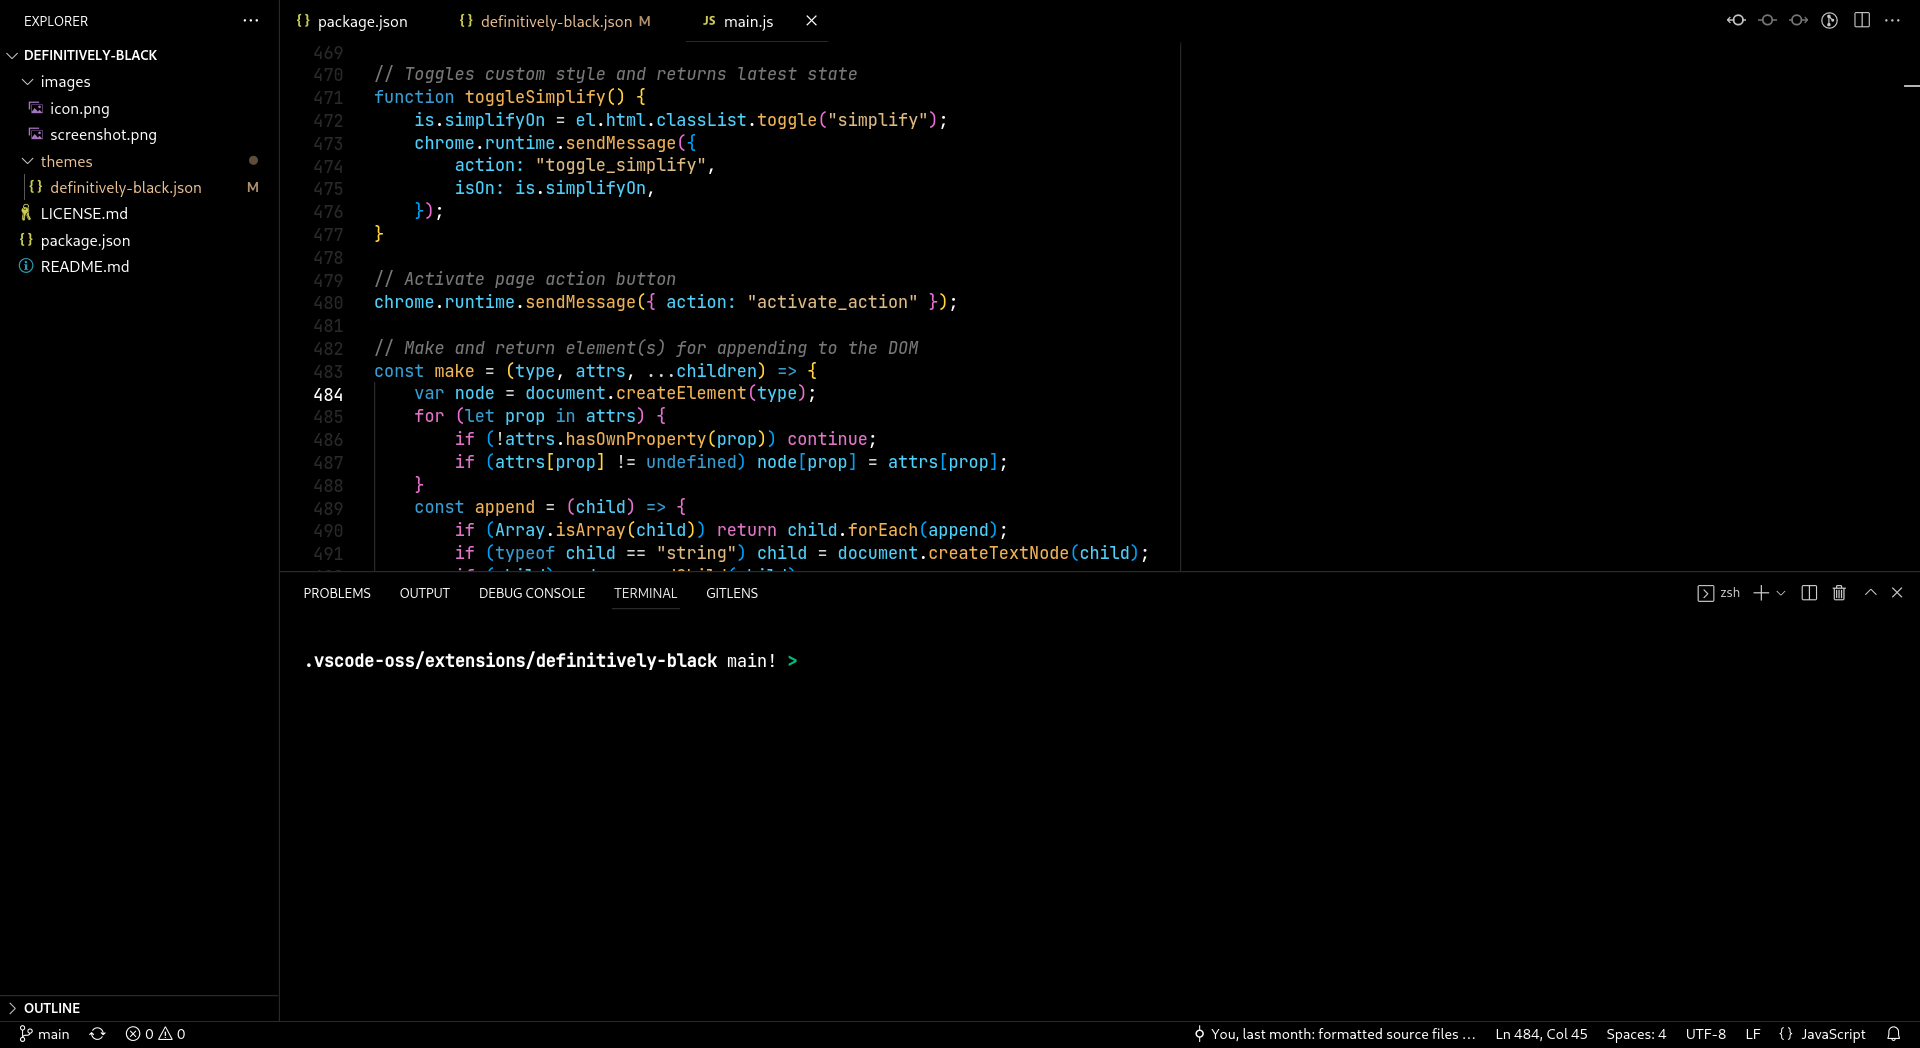 EXPLORER
DEFINITIVELY-BLACK
images
icon.png
screenshot.png
themes
{} definitively-black.json M
LICENSE.md
{} package.json
README.md
OUTLINE
{} package.json
{} definitively-black.json M
JS main.js
469
470 // Toggles custom style and returns latest state
471 function toggleSimplify() {
472 is.simplifyOn = el.html.classList.toggle("simplify");
473 chrome.runtime.sendMessage({
474 action: "toggle_simplify",
475 isOn: is.simplifyOn,
476 });
477 }
478
479 // Activate page action button
480 chrome.runtime.sendMessage({ action: "activate_action" });
481
482 // Make and return element(s) for appending to the DOM
483 const make = (type, attrs, ...children) => {
484 var node = document.createElement(type);
485 for (let prop in attrs) {
486 if (!attrs.hasOwnProperty(prop)) continue;
487 if (attrs[prop] != undefined) node[prop] = attrs[prop];
488 }
489 const append = (child) => {
490 if (Array.isArray(child)) return child.forEach(append);
491 if (typeof child == "string") child = document.createTextNode(child);
PROBLEMS OUTPUT DEBUG CONSOLE TERMINAL GITLENS
zsh
.vscode-oss/extensions/definitively-black main! >
main
0 0
You, last month: formatted source files ...
Ln 484, Col 45
Spaces: 4
UTF-8
LF
{} JavaScript